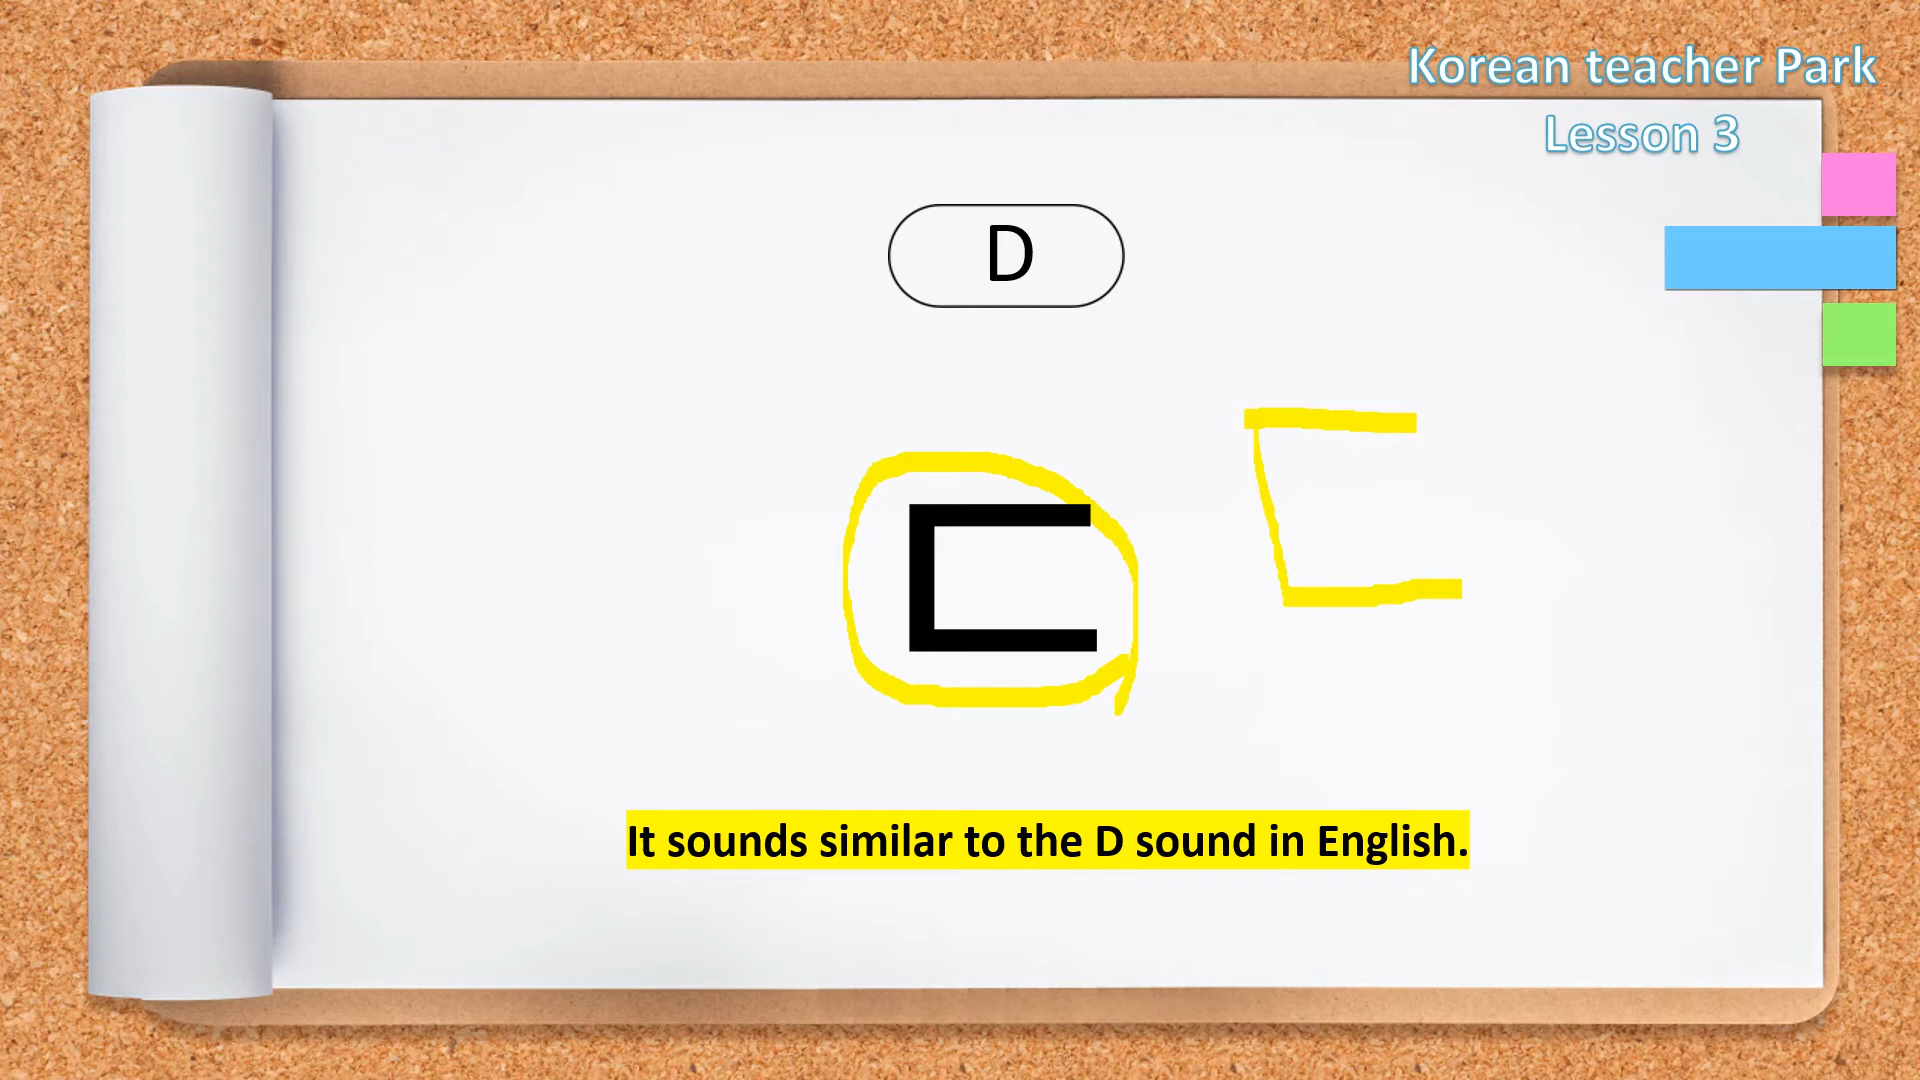 Korean teacher Park
Lesson 3
D
ㄷ
ㄷ
It sounds similar to the D sound in English.